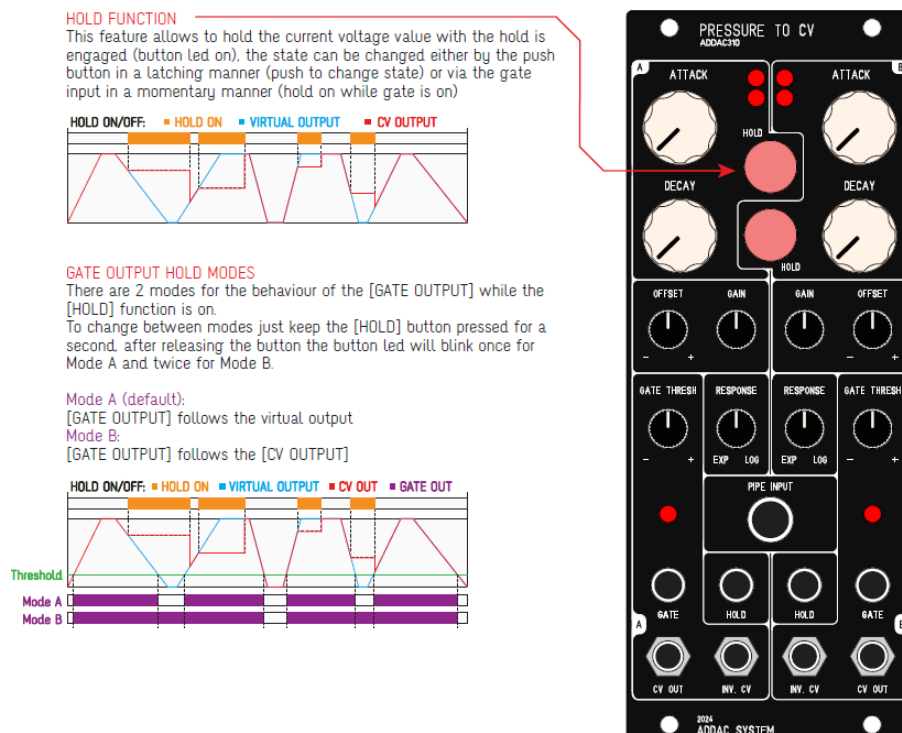 HOLD FUNCTION
This feature allows to hold the current voltage value with the hold is
engaged (button led on), the state can be changed either by the push
button in a latching manner (push to change state) or via the gate
input in a momentary manner (hold on while gate is on)
HOLD ON/OFF: HOLD ON VIRTUAL OUTPUT CV OUTPUT
GATE OUTPUT HOLD MODES
There are 2 modes for the behaviour of the [GATE OUTPUT] while the
[HOLD] function is on.
To change between modes just keep the [HOLD] button pressed for a
second, after releasing the button the button led will blink once for
Mode A and twice for Mode B.
Mode A (default):
[GATE OUTPUT] follows the virtual output
Mode B:
[GATE OUTPUT] follows the [CV OUTPUT]
HOLD ON/OFF: HOLD ON VIRTUAL OUTPUT CV OUT GATE OUT
Threshold
Mode A
Mode B
PRESSURE TO CV
ADDAC310
A B
ATTACK ATTACK
HOLD
DECAY DECAY
HOLD
OFFSET GAIN GAIN OFFSET
- + - +
GATE THRESH RESPONSE RESPONSE GATE THRESH
- + EXP LOG EXP LOG - +
PIPE INPUT
GATE HOLD HOLD GATE
A B
CV OUT INV. CV INV. CV CV OUT
2024
ADDAC SYSTEM